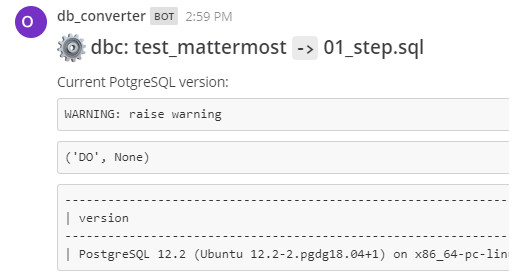 O
db_converter BOT 2:59 PM
dbc: test_mattermost -> 01_step.sql
Current PotgreSQL version:
WARNING: raise warning
('DO', None)
----------------------------------------------------------------
| version
----------------------------------------------------------------
| PostgreSQL 12.2 (Ubuntu 12.2-2.pgdg18.04+1) on x86_64-pc-lin